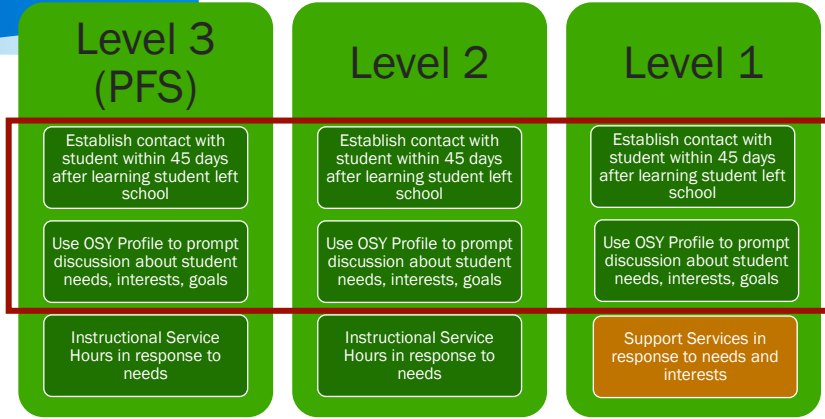 Level 3
(PFS)
Establish contact with
student within 45 days
after learning student left
school
Use OSY Profile to prompt
discussion about student
needs, interests, goals
Instructional Service
Hours in response to
needs
Level 2
Establish contact with
student within 45 days
after learning student left
school
Use OSY Profile to prompt
discussion about student
needs, interests, goals
Instructional Service
Hours in response to
needs
Level 1
Establish contact with
student within 45 days
after learning student left
school
Use OSY Profile to prompt
discussion about student
needs, interests, goals
Support Services in
response to needs and
interests